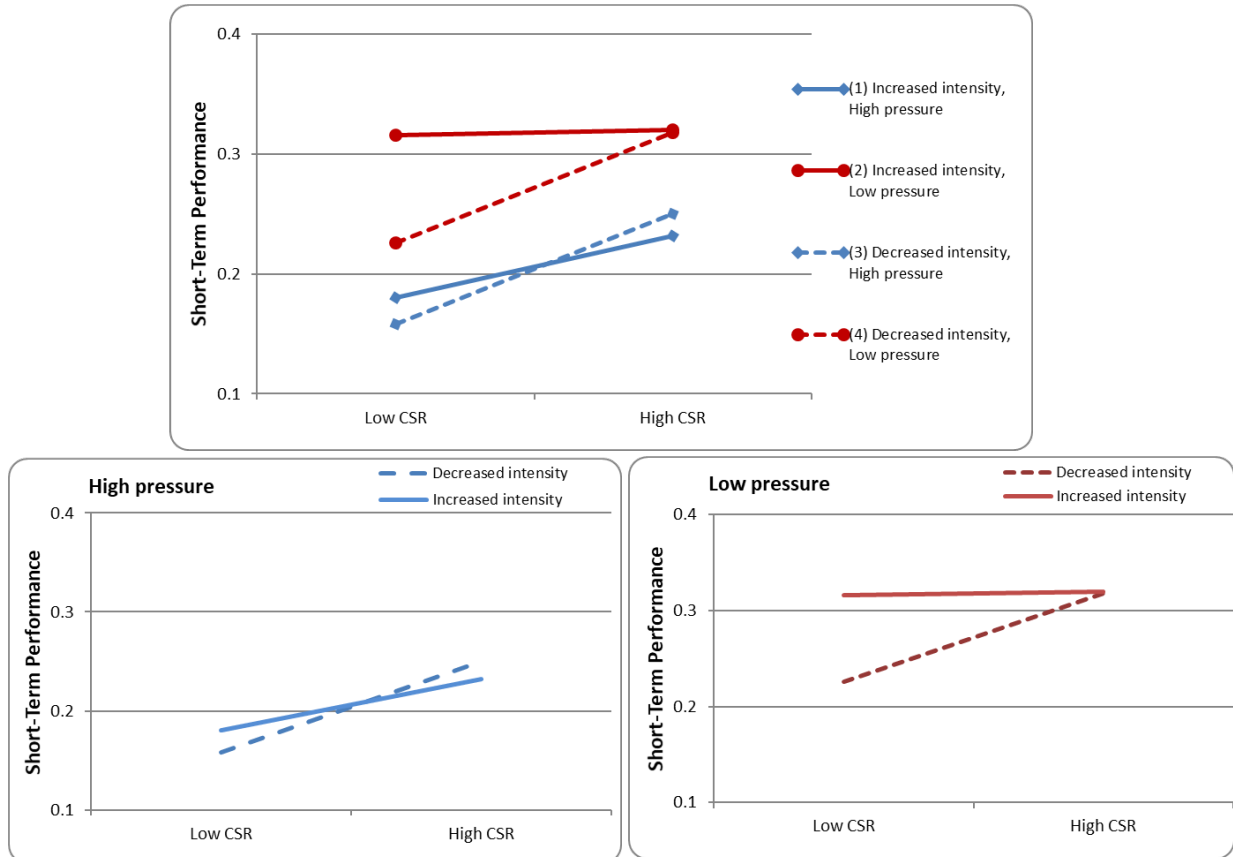 0.4
0.3
0.2
0.1
Short-Term Performance
Low CSR
High CSR
(1) Increased intensity,
High pressure
(2) Increased intensity,
Low pressure
(3) Decreased intensity,
High pressure
(4) Decreased intensity,
Low pressure
High pressure
Decreased intensity
Increased intensity
0.4
0.3
0.2
0.1
Short-Term Performance
Low CSR
High CSR
Low pressure
Decreased intensity
Increased intensity
0.4
0.3
0.2
0.1
Short-Term Performance
Low CSR
High CSR